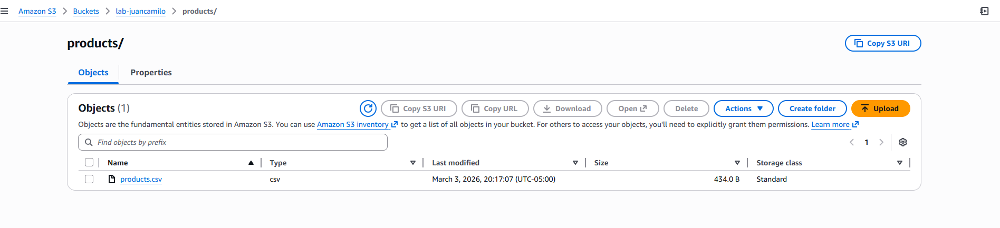 Amazon S3 > Buckets > lab-juancamilo > products/
products/
Copy S3 URI
Objects
Properties
Objects (1)
Copy S3 URI
Copy URL
Download
Open
Delete
Actions
Create folder
Upload
Objects are the fundamental entities stored in Amazon S3. You can use Amazon S3 inventory to get a list of all objects in your bucket. For others to access your objects, you'll need to explicitly grant them permissions. Learn more
Find objects by prefix
1
Name Type Last modified Size Storage class
products.csv csv March 3, 2026, 20:17:07 (UTC-05:00) 434.0 B Standard